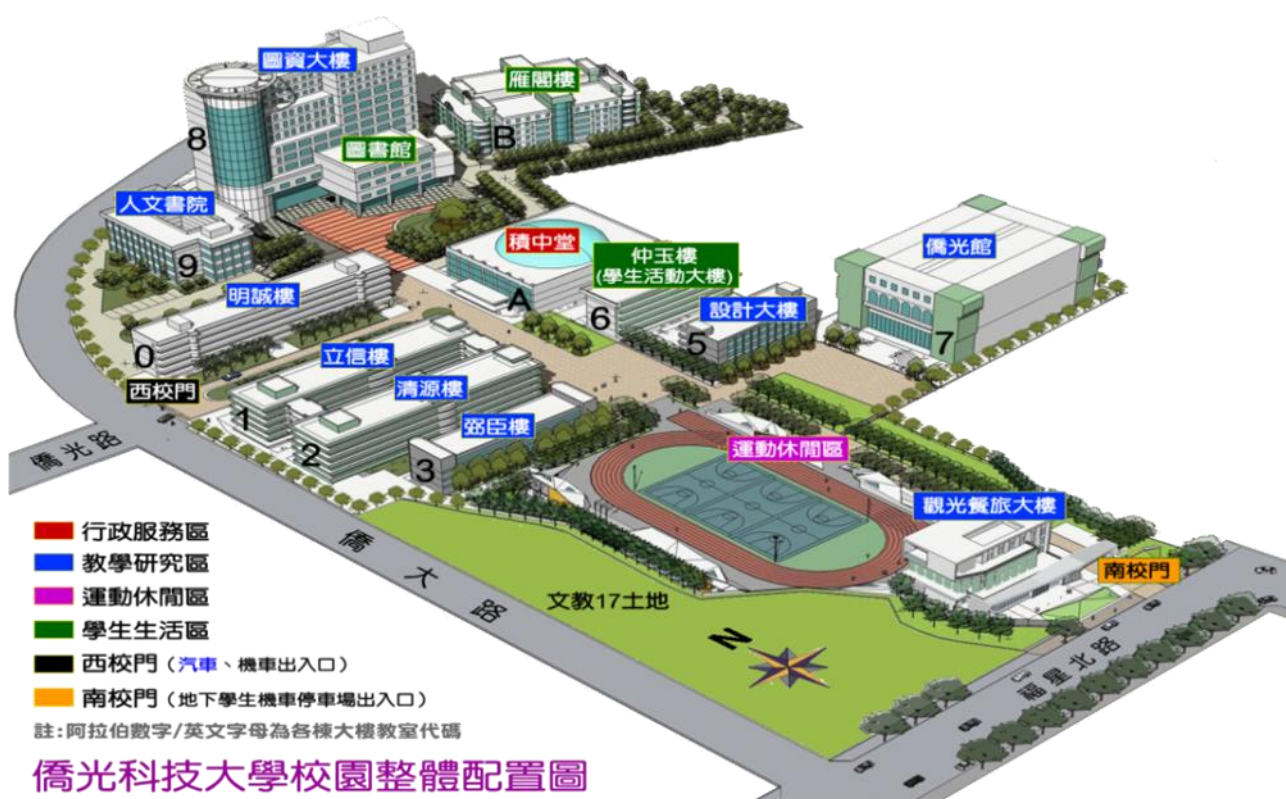 圖資大樓
雁閣樓
8
B
圖書館
人文書院
9
積中堂
仲玉樓
(學生活動大樓)
僑光館
明誠樓
A
6
設計大樓
5
7
0
立信樓
西校門
清源樓
1
弼臣樓
2
3
僑光路
運動休閒區
觀光餐旅大樓
南校門
僑大路
文教17土地
N
福星北路
行政服務區
教學研究區
運動休閒區
學生生活區
西校門（汽車、機車出入口）
南校門（地下學生機車停車場出入口）
註:阿拉伯數字/英文字母為各棟大樓教室代碼
僑光科技大學校園整體配置圖